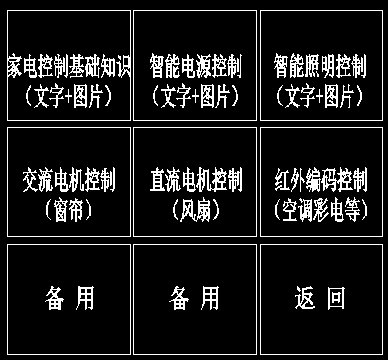 家电控制基础知识
（文字+图片）
智能电源控制
（文字+图片）
智能照明控制
（文字+图片）
交流电机控制
（窗帘）
直流电机控制
（风扇）
红外编码控制
（空调彩电等）
备用
备用
返回